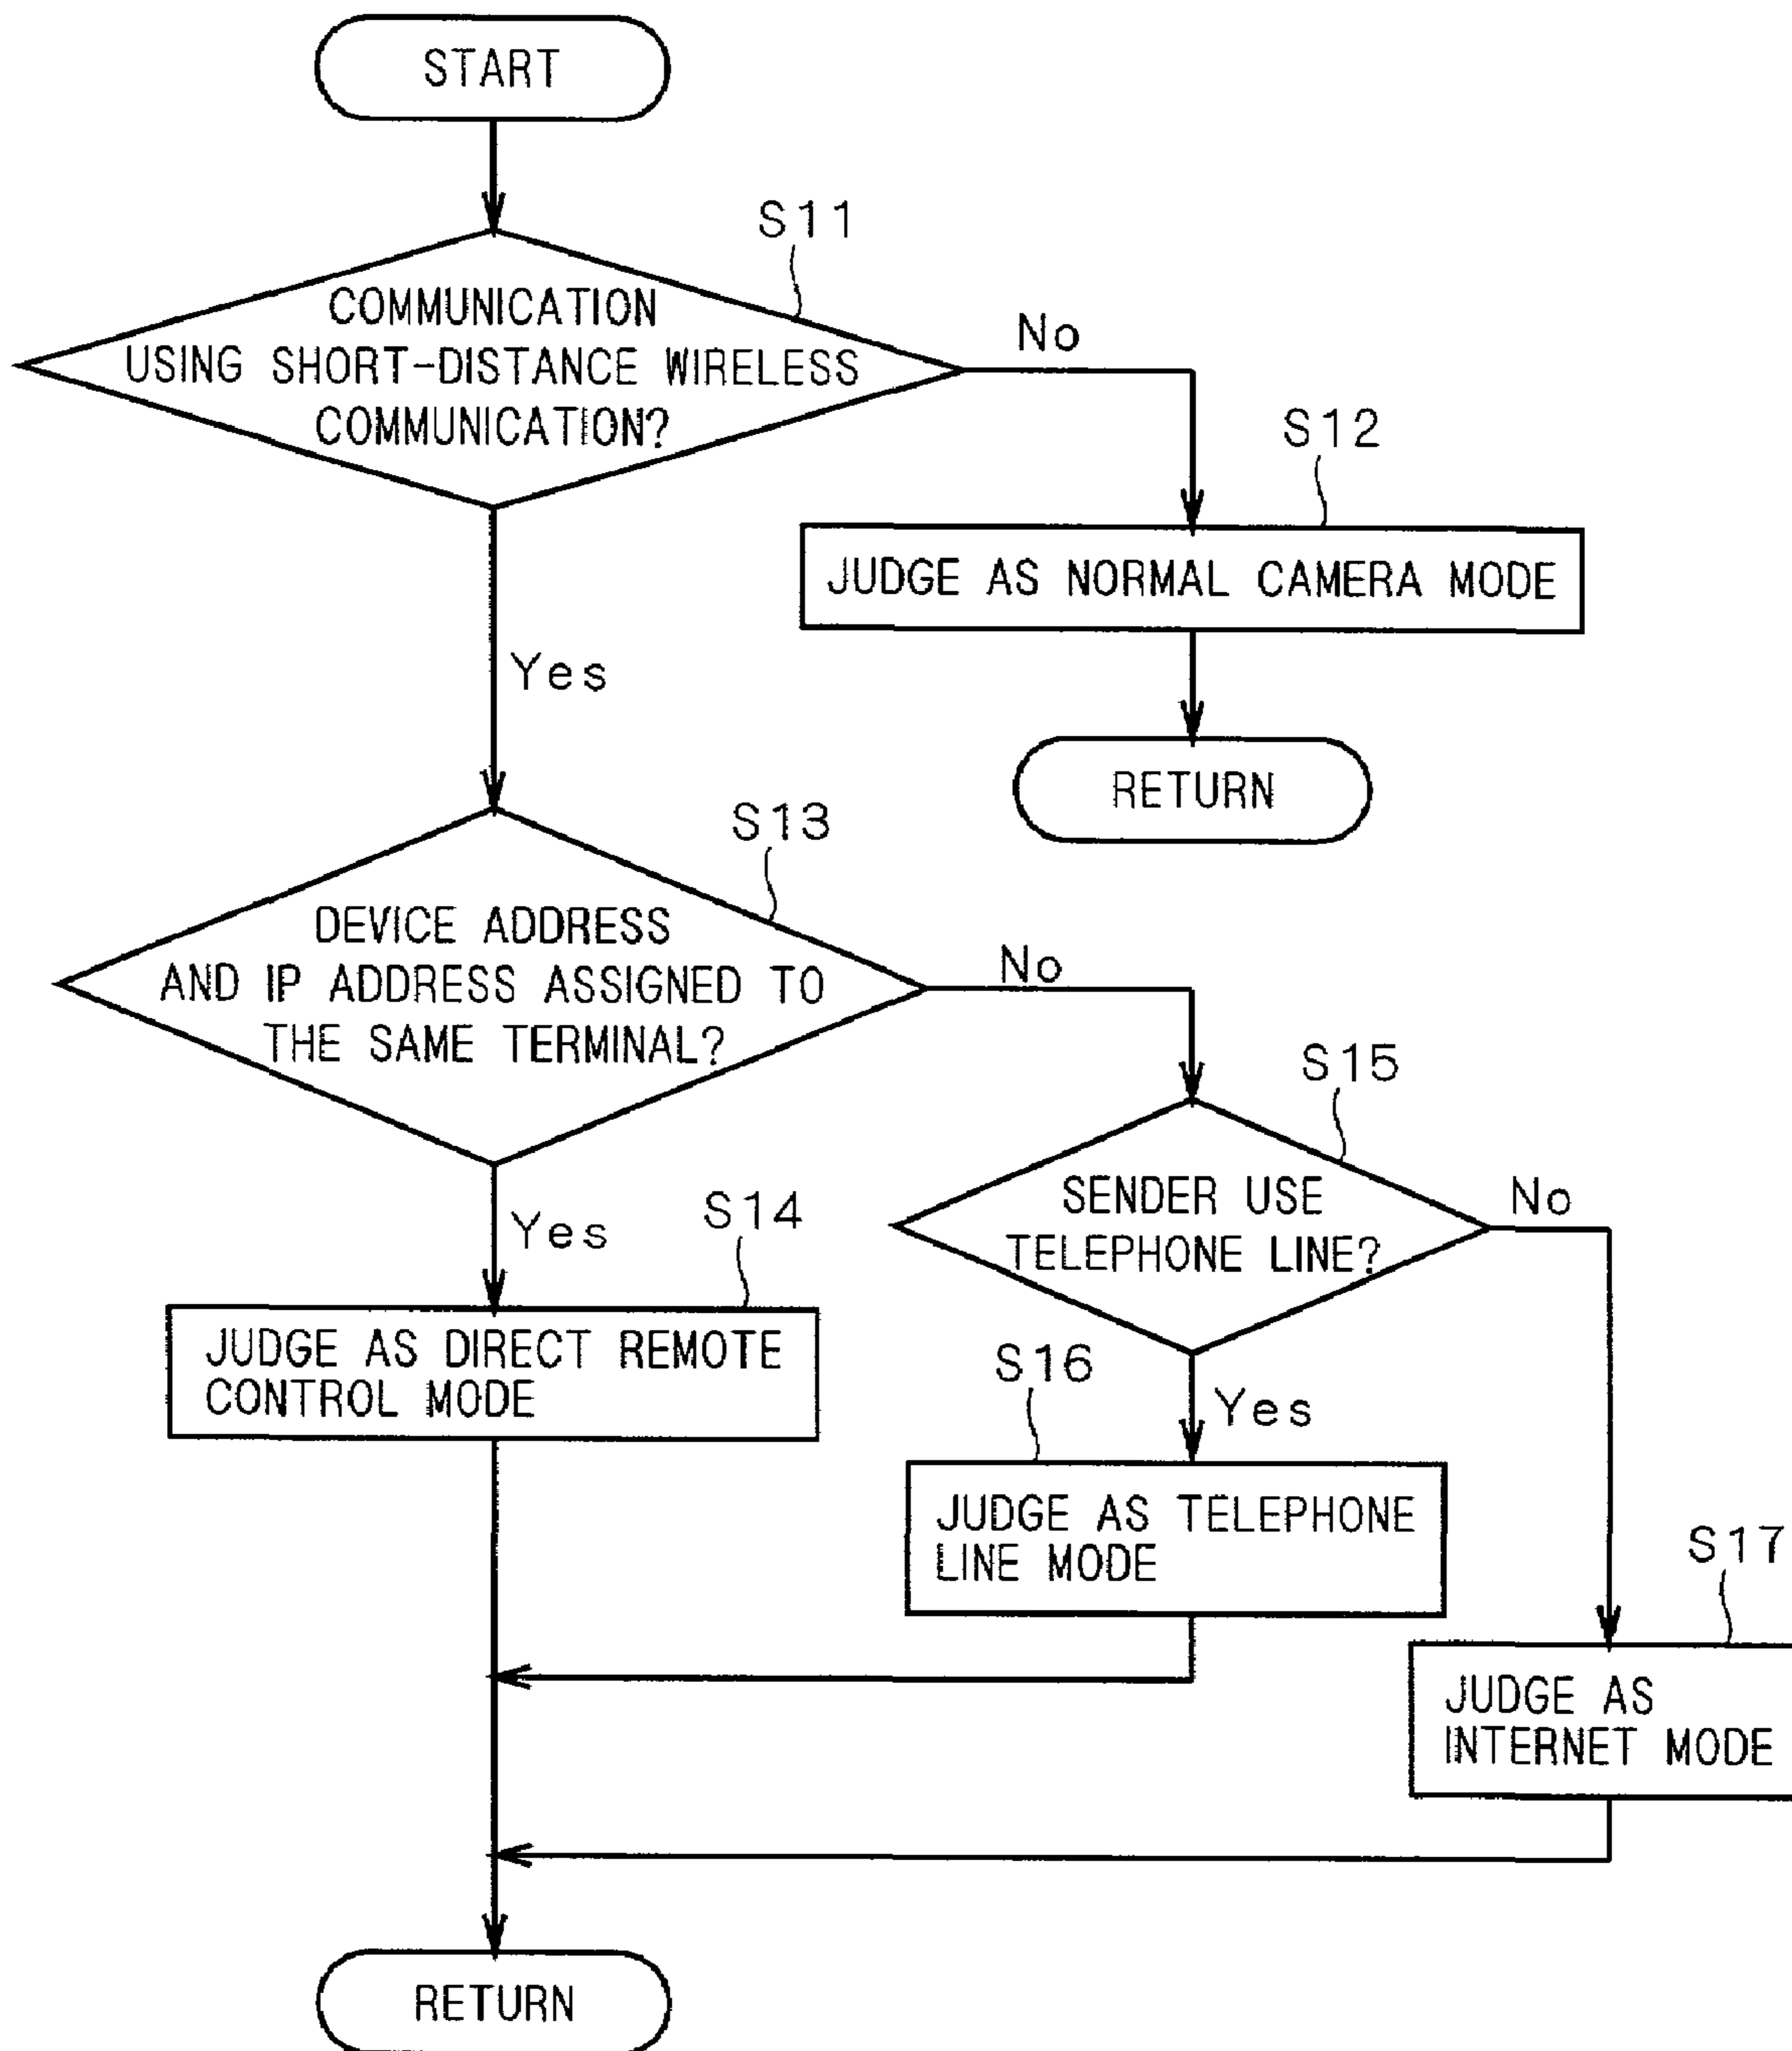 START
S11
COMMUNICATION
USING SHORT-DISTANCE WIRELESS
COMMUNICATION?
No
S12
JUDGE AS NORMAL CAMERA MODE
Yes
RETURN
S13
DEVICE ADDRESS
AND IP ADDRESS ASSIGNED TO
THE SAME TERMINAL?
No
S15
SENDER USE
TELEPHONE LINE?
No
Yes
S14
JUDGE AS DIRECT REMOTE
CONTROL MODE
S16
Yes
JUDGE AS TELEPHONE
LINE MODE
S17
JUDGE AS
INTERNET MODE
RETURN